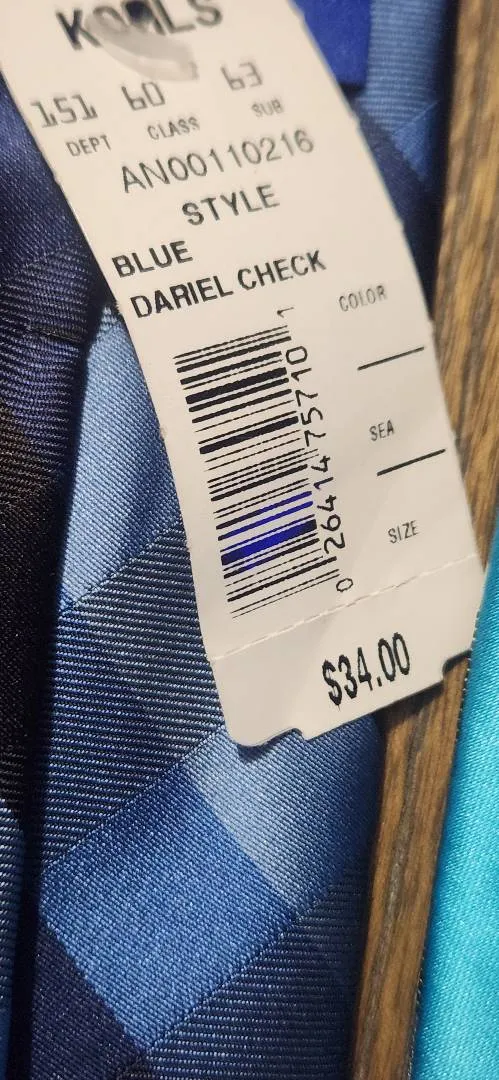 KOHLS
151 60 63
DEPT CLASS SUB
AN00110216
STYLE
BLUE
DARIEL CHECK
COLOR
SEA
SIZE
0 26414 75710 1
$34.00